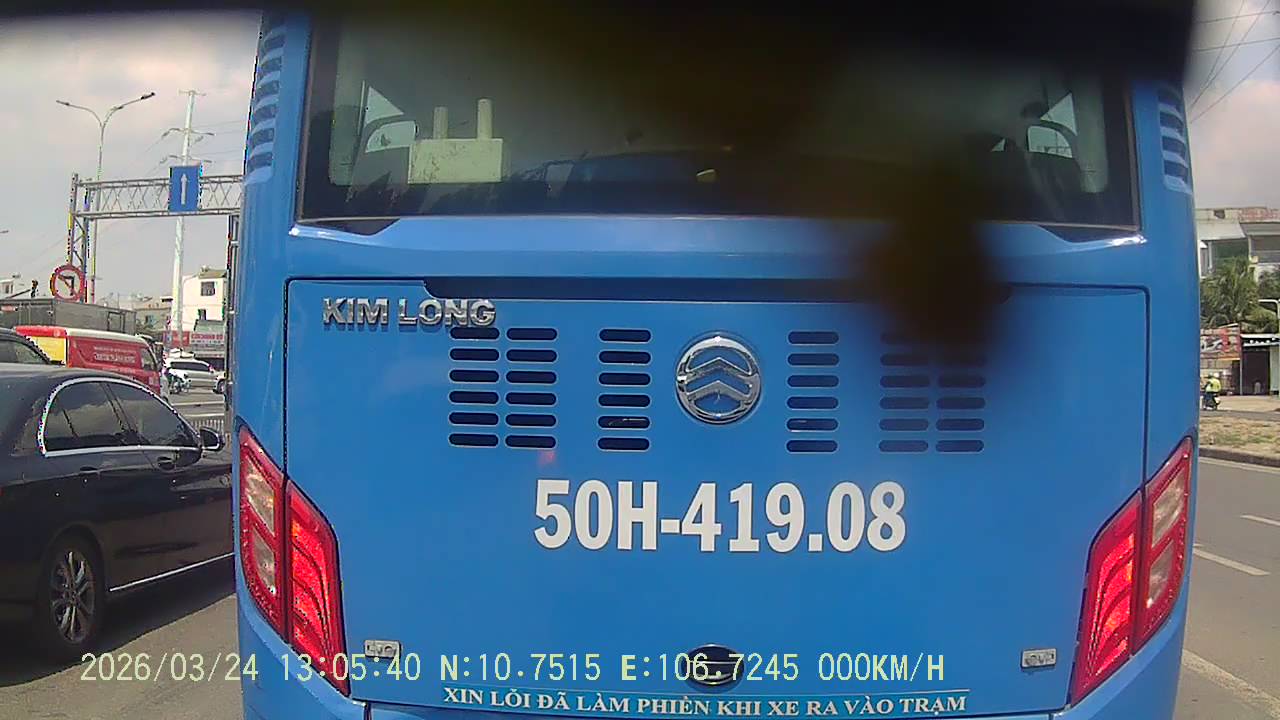 KIM LONG
50H-419.08
2026/03/24 13:05:40 N:10.7515 E:106.7245 000KM/H
XIN LỖI ĐÃ LÀM PHIỀN KHI XE RA VÀO TRẠM